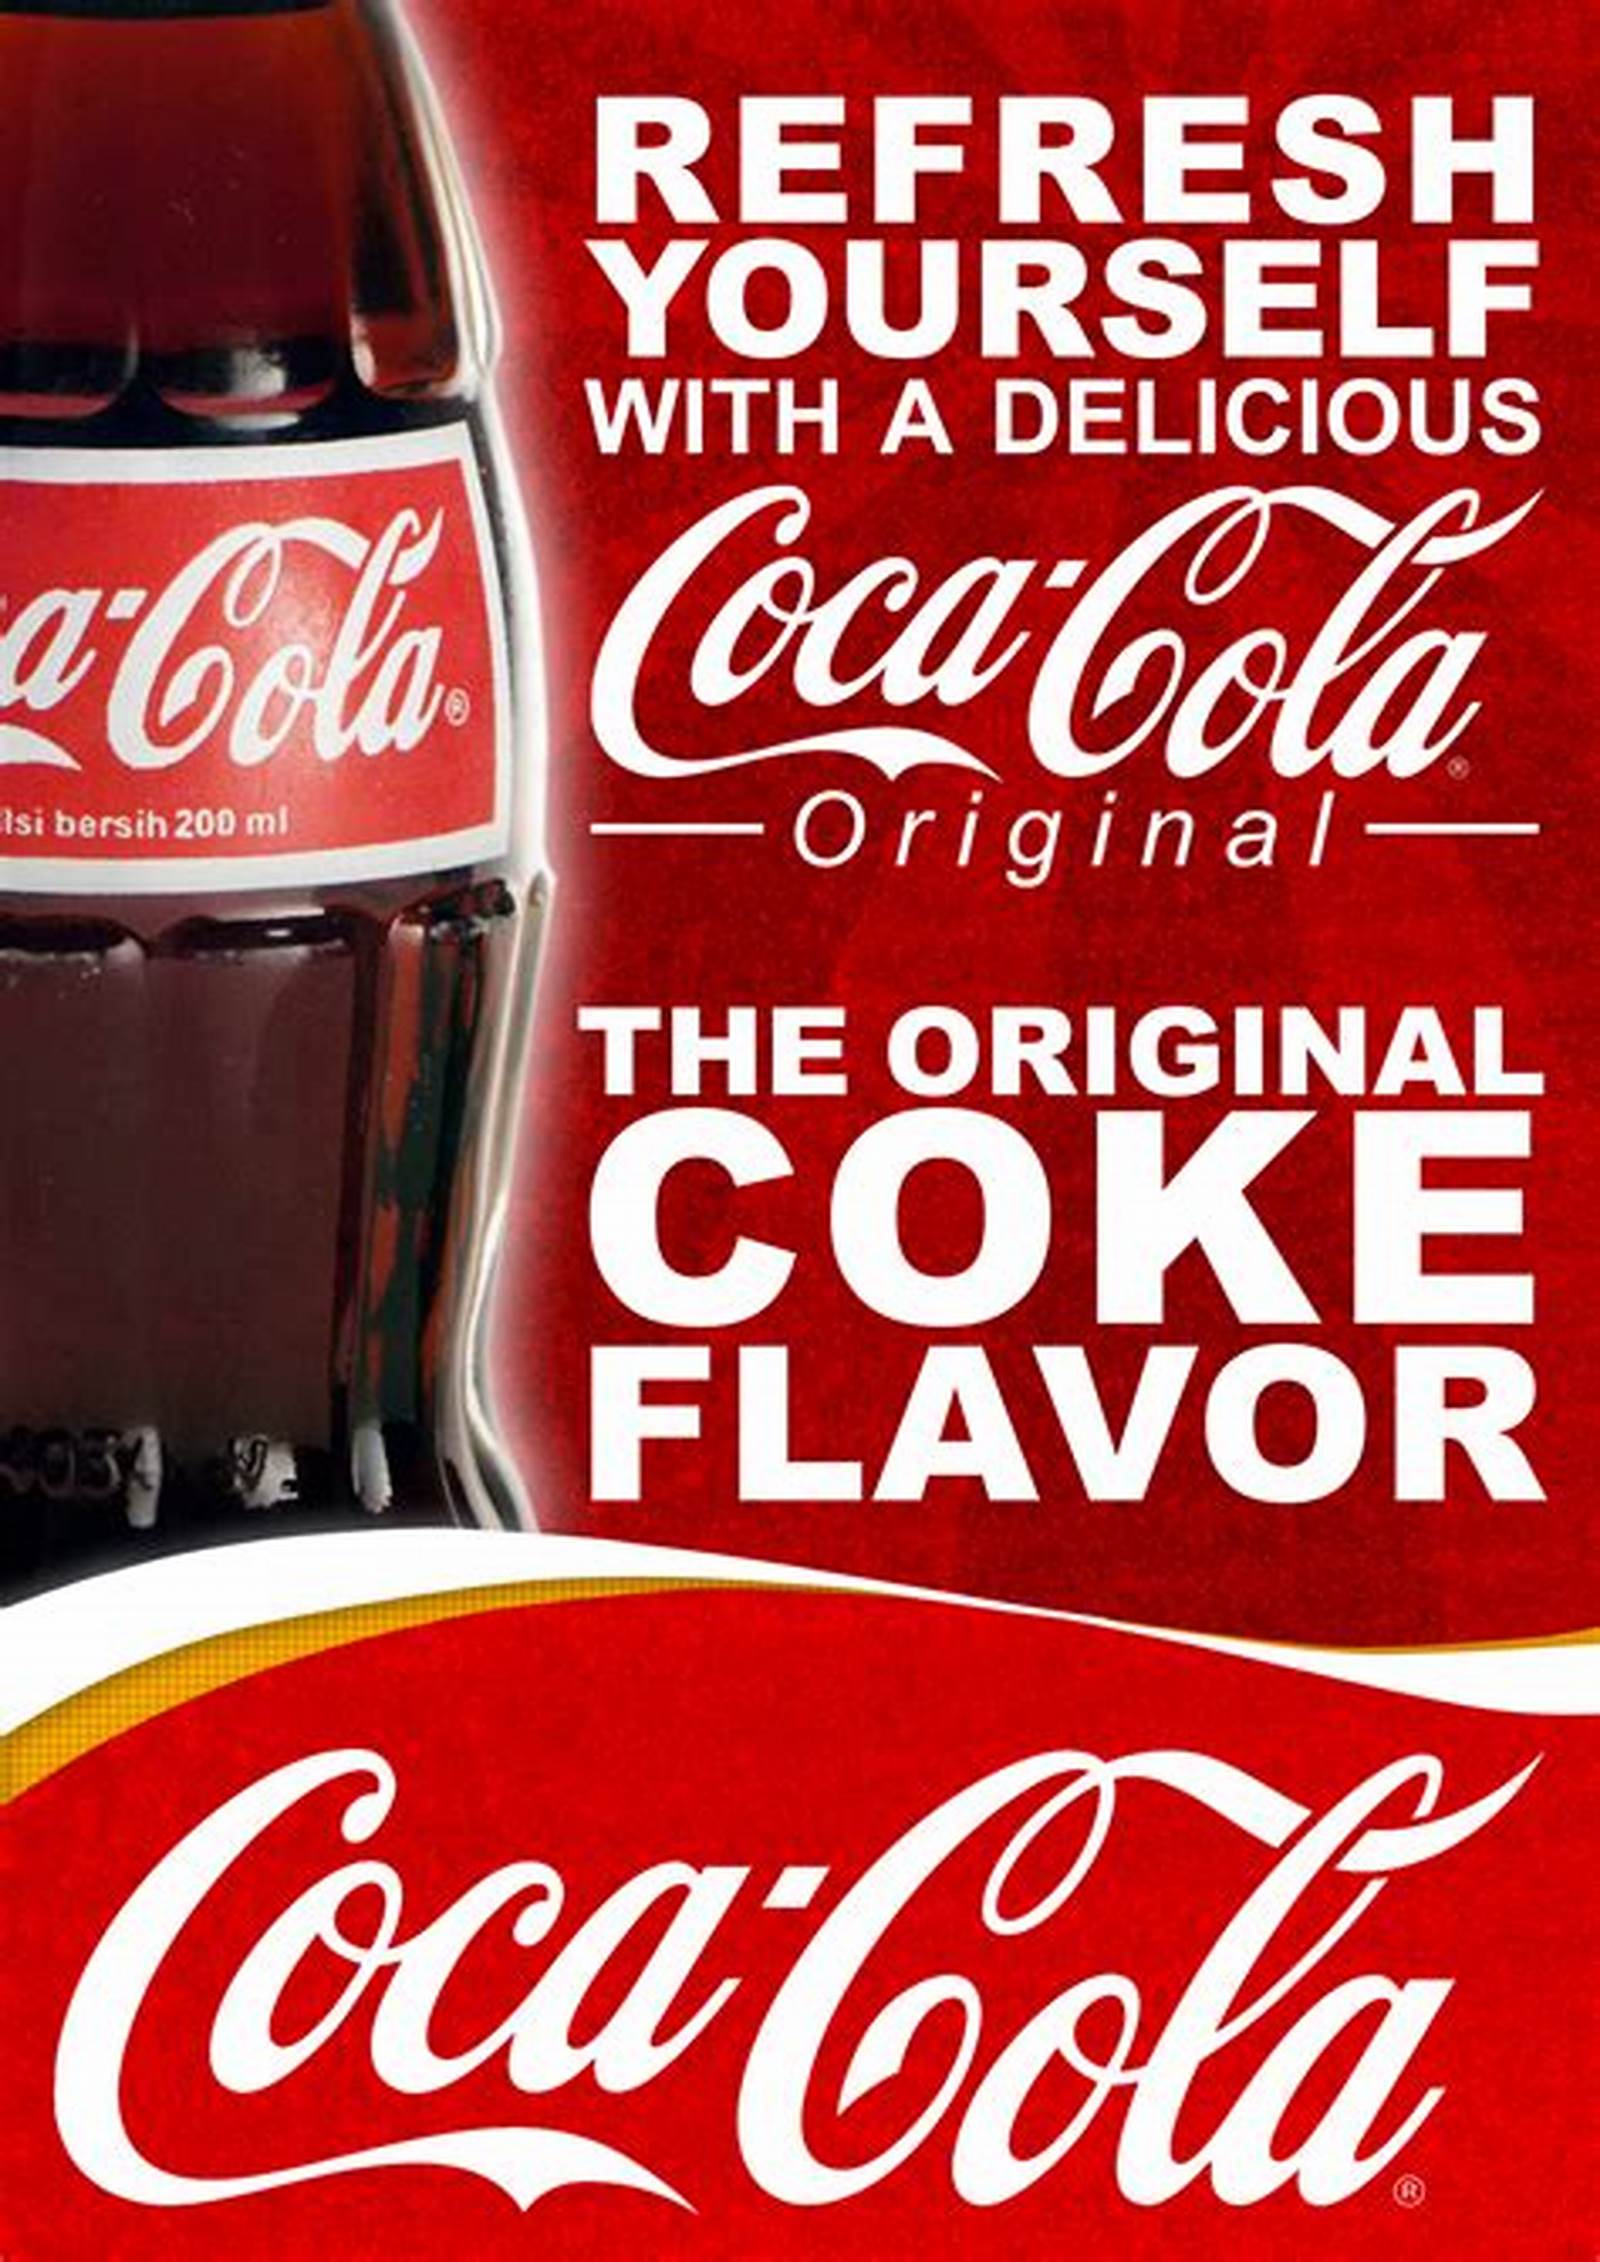 REFRESH
YOURSELF
WITH A DELICIOUS
Coca-Cola®
Original
a-Cola®
Isi bersih 200 ml
THE ORIGINAL
COKE
FLAVOR
Coca-Cola®